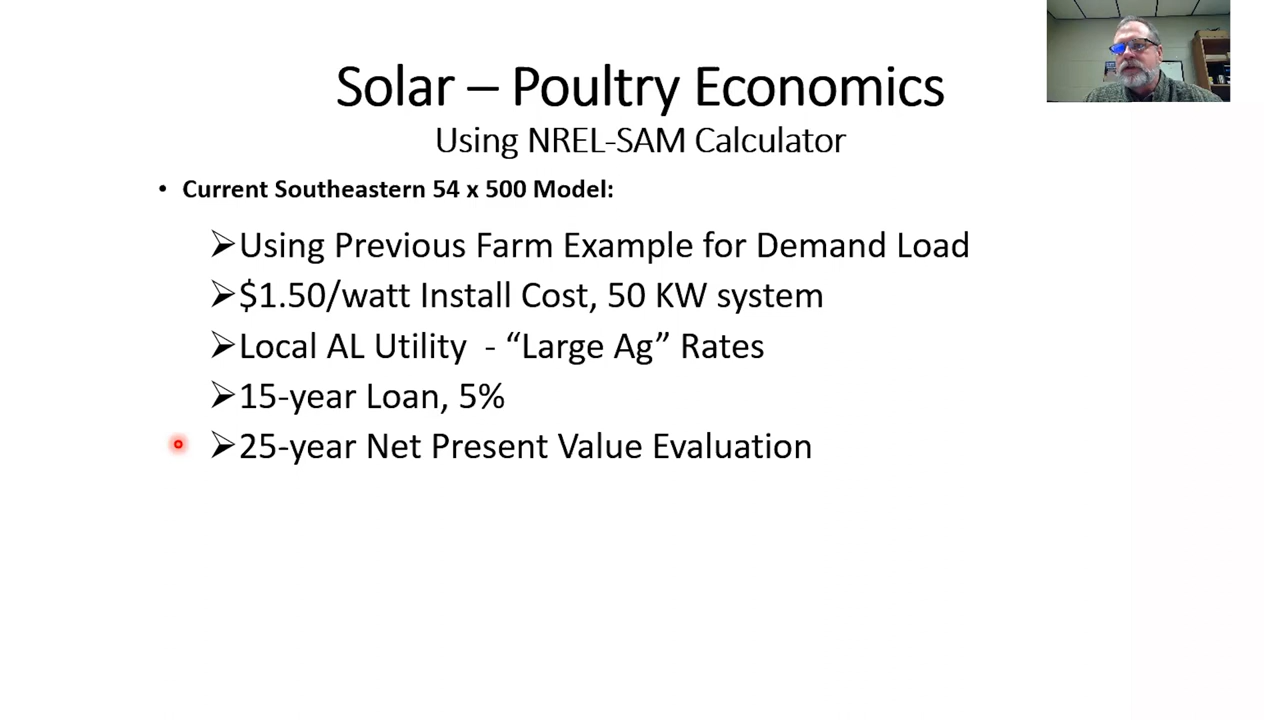 Solar – Poultry Economics
Using NREL-SAM Calculator
• Current Southeastern 54 x 500 Model:
➢Using Previous Farm Example for Demand Load
➢$1.50/watt Install Cost, 50 KW system
➢Local AL Utility  - “Large Ag” Rates
➢15-year Loan, 5%
➢25-year Net Present Value Evaluation